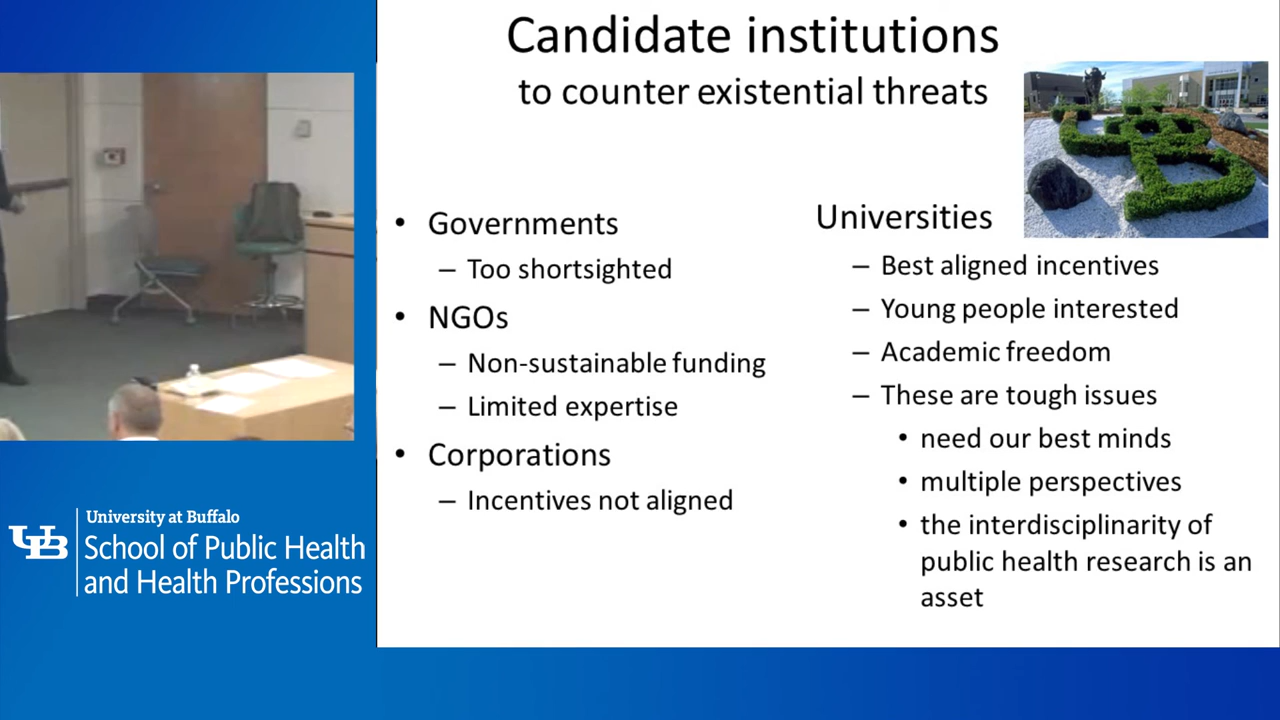 Candidate institutions
to counter existential threats
• Governments
– Too shortsighted
• NGOs
– Non-sustainable funding
– Limited expertise
• Corporations
– Incentives not aligned
Universities
– Best aligned incentives
– Young people interested
– Academic freedom
– These are tough issues
• need our best minds
• multiple perspectives
• the interdisciplinarity of
public health research is an
asset
UB
University at Buffalo
School of Public Health
and Health Professions